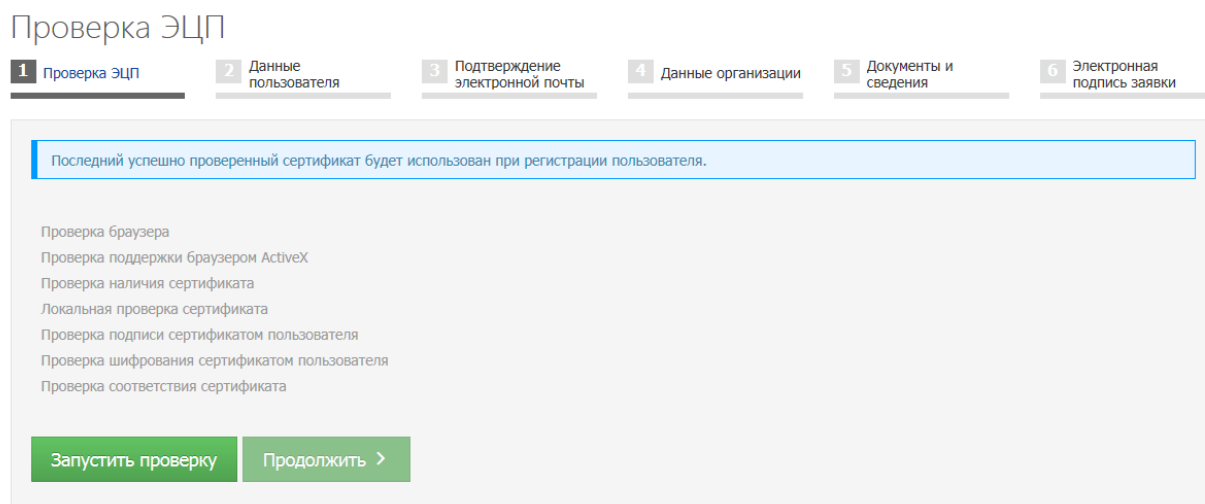 Проверка ЭЦП
1 Проверка ЭЦП
2 Данные
пользователя
3 Подтверждение
электронной почты
4 Данные организации
5 Документы и
сведения
6 Электронная
подпись заявки
Последний успешно проверенный сертификат будет использован при регистрации пользователя.
Проверка браузера
Проверка поддержки браузером ActiveX
Проверка наличия сертификата
Локальная проверка сертификата
Проверка подписи сертификатом пользователя
Проверка шифрования сертификатом пользователя
Проверка соответствия сертификата
Запустить проверку
Продолжить >